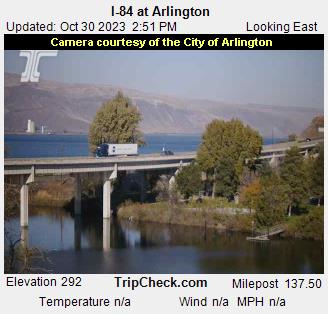 I-84 at Arlington
Updated: Oct 30 2023 2:51 PM Looking East
Camera courtesy of the City of Arlington
Elevation 292 TripCheck.com Milepost 137.50
Temperature n/a Wind n/a MPH n/a